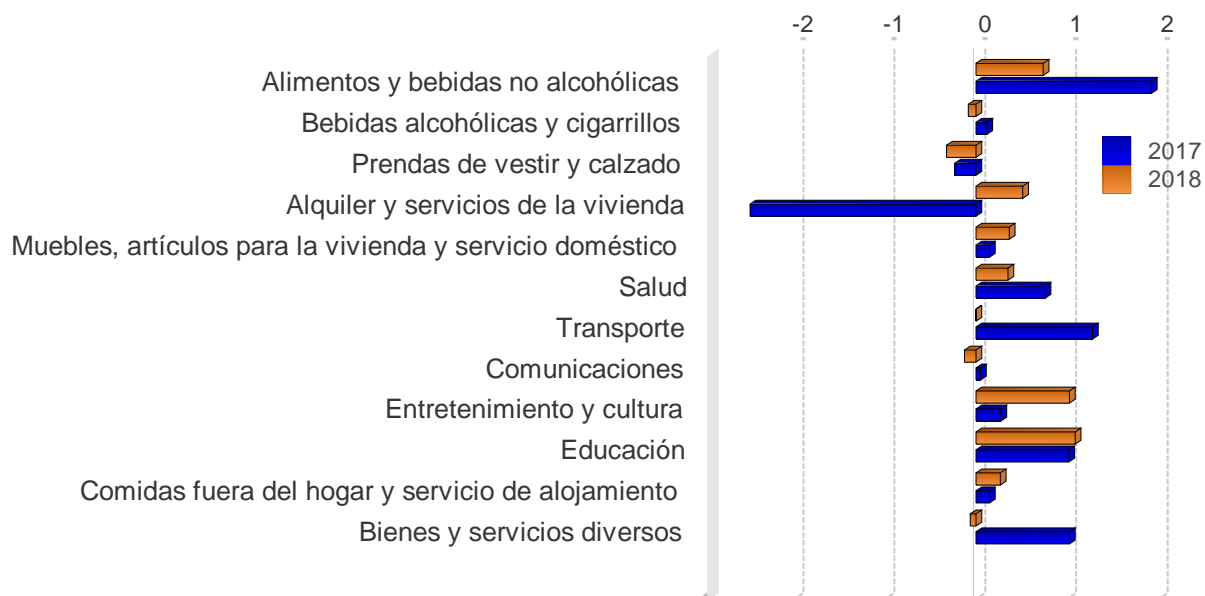 -2 -1 0 1 2
Alimentos y bebidas no alcohólicas
Bebidas alcohólicas y cigarrillos
Prendas de vestir y calzado
Alquiler y servicios de la vivienda
Muebles, artículos para la vivienda y servicio doméstico
Salud
Transporte
Comunicaciones
Entretenimiento y cultura
Educación
Comidas fuera del hogar y servicio de alojamiento
Bienes y servicios diversos
2017
2018